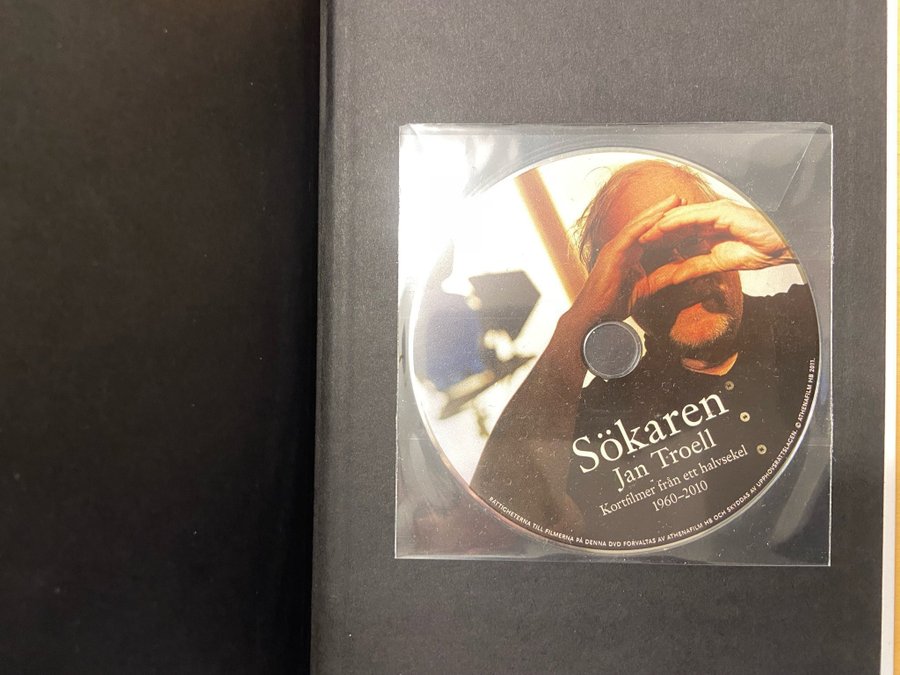 Sökaren
Jan Troell
Kortfilmer från ett halvsekel
1960–2010
RÄTTIGHETERNA TILL FILMERNA PÅ DENNA DVD FÖRVALTAS AV ATHENAFILM HB OCH SKYDDAS AV UPPHOVSRÄTTSLAGEN. © ATHENAFILM HB 2011.